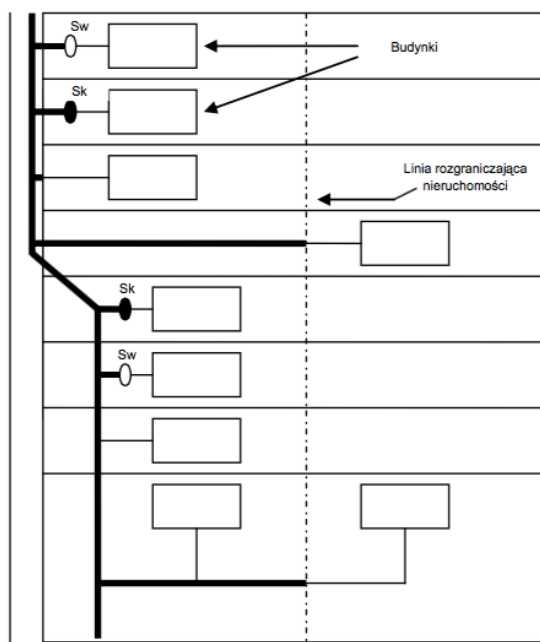 Sw
Budynki
Sk
Linia rozgraniczająca
nieruchomości
Sk
Sw